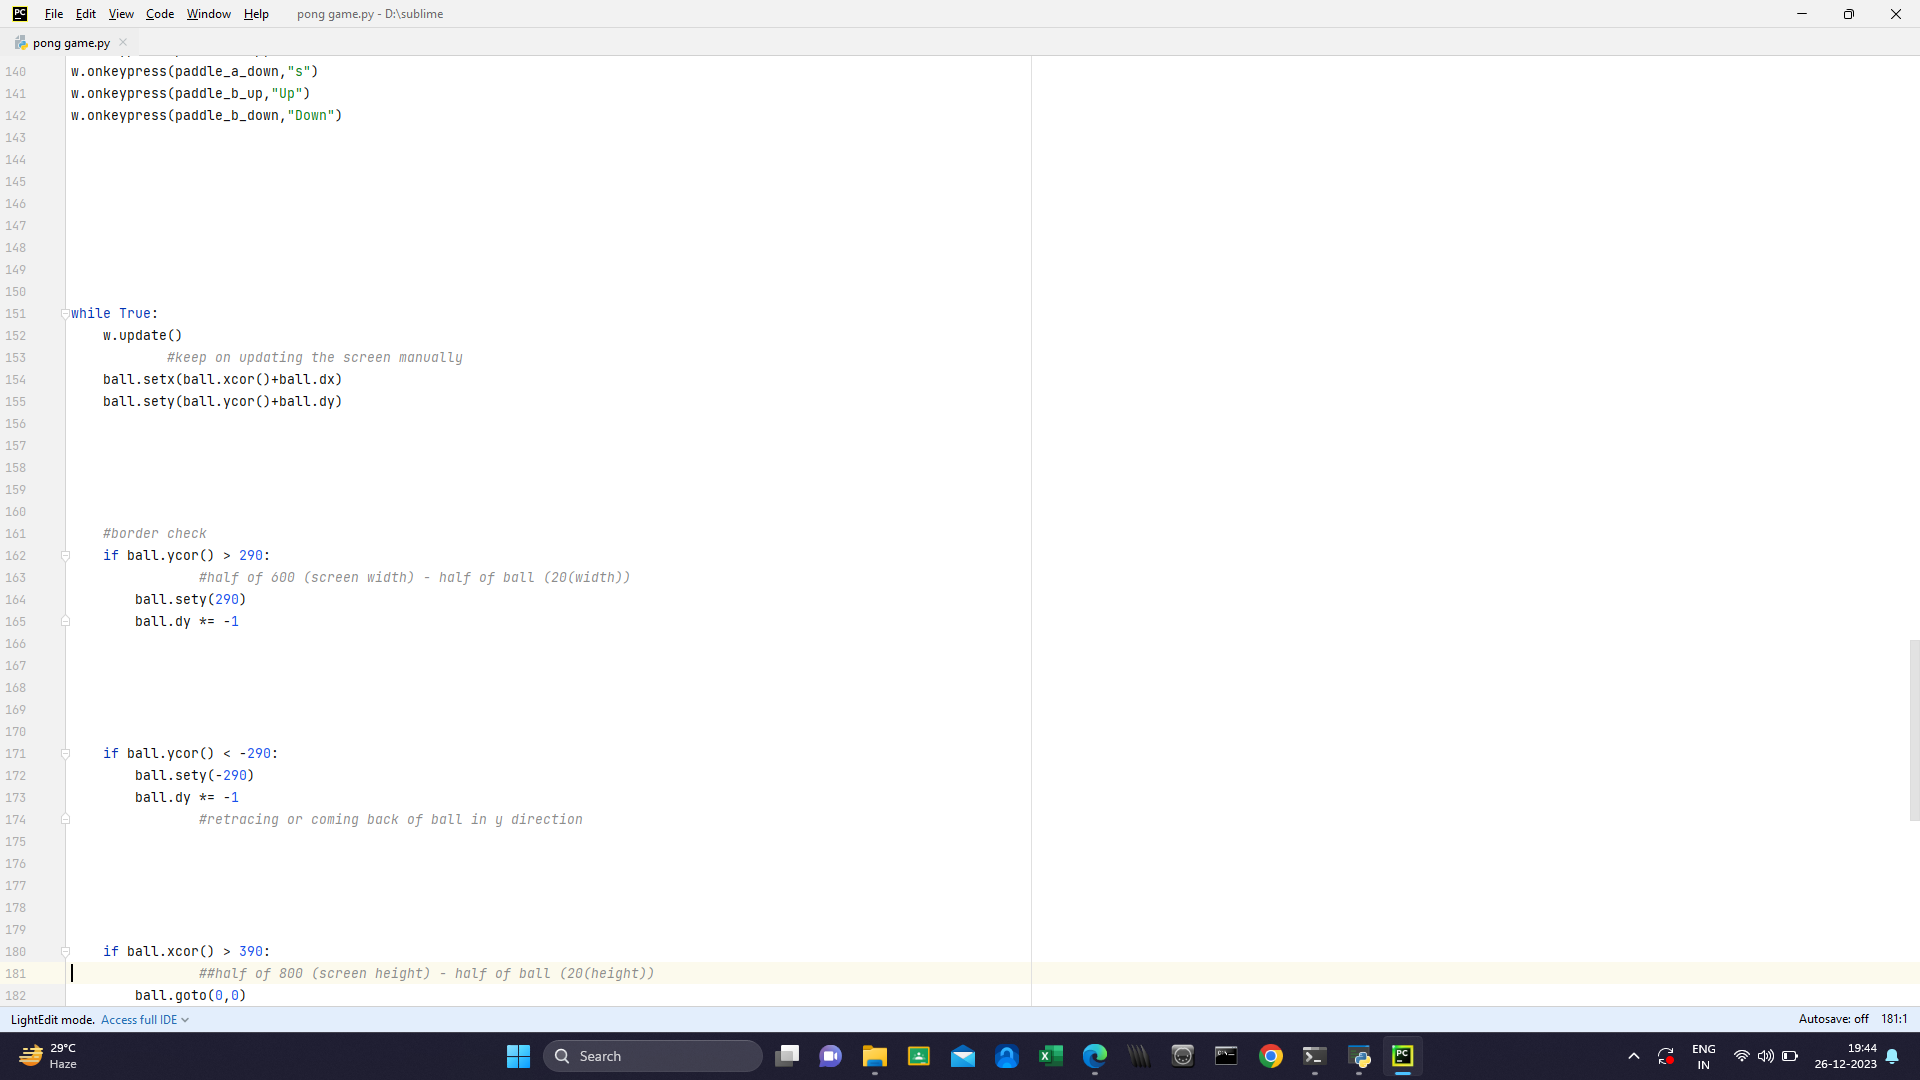 File Edit View Code Window Help pong game.py - D:\sublime
pong game.py
140 w.onkeypress(paddle_a_down,"s")
141 w.onkeypress(paddle_b_up,"Up")
142 w.onkeypress(paddle_b_down,"Down")
143
144
145
146
147
148
149
150
151 while True:
152 w.update()
153 #keep on updating the screen manually
154 ball.setx(ball.xcor()+ball.dx)
155 ball.sety(ball.ycor()+ball.dy)
156
157
158
159
160
161 #border check
162 if ball.ycor() > 290:
163 #half of 600 (screen width) - half of ball (20(width))
164 ball.sety(290)
165 ball.dy *= -1
166
167
168
169
170
171 if ball.ycor() < -290:
172 ball.sety(-290)
173 ball.dy *= -1
174 #retracing or coming back of ball in y direction
175
176
177
178
179
180 if ball.xcor() > 390:
181 ##half of 800 (screen height) - half of ball (20(height))
182 ball.goto(0,0)
LightEdit mode. Access full IDE Autosave: off 181:1
29°C
Haze
Search
ENG
IN
19:44
26-12-2023